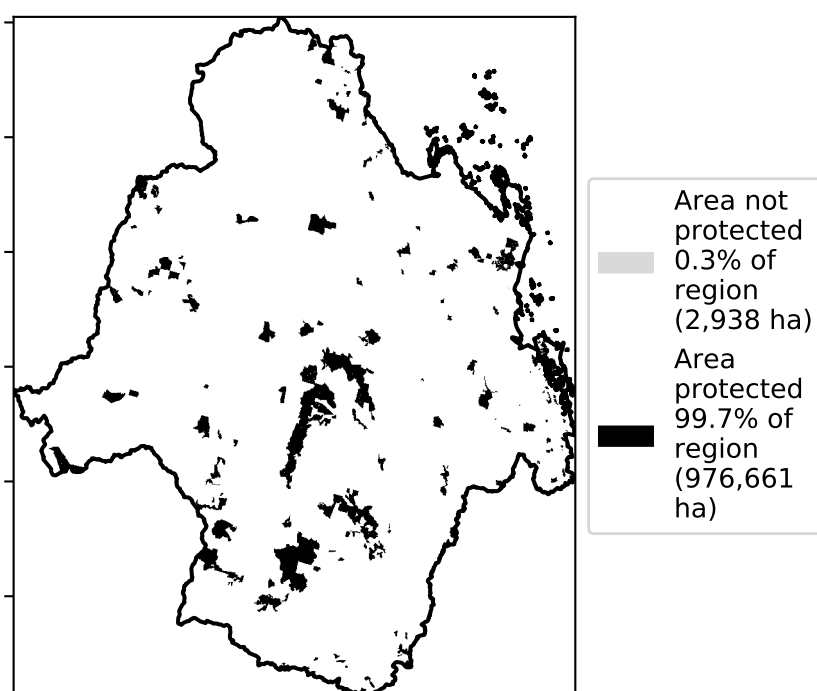 Area not
protected
0.3% of
region
(2,938 ha)
Area
protected
99.7% of
region
(976,661
ha)